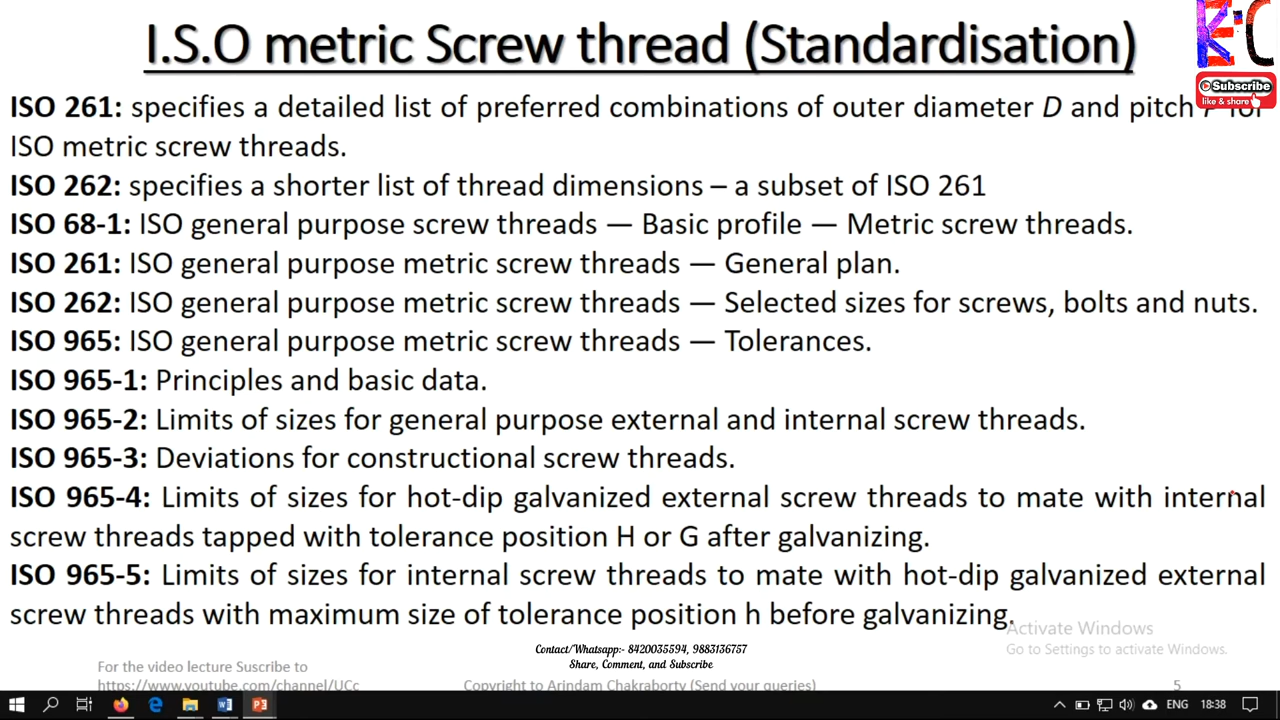 I.S.O metric Screw thread (Standardisation)
KEiC
Subscribe
like & share
ISO 261: specifies a detailed list of preferred combinations of outer diameter D and pitch P for
ISO metric screw threads.
ISO 262: specifies a shorter list of thread dimensions – a subset of ISO 261
ISO 68-1: ISO general purpose screw threads — Basic profile — Metric screw threads.
ISO 261: ISO general purpose metric screw threads — General plan.
ISO 262: ISO general purpose metric screw threads — Selected sizes for screws, bolts and nuts.
ISO 965: ISO general purpose metric screw threads — Tolerances.
ISO 965-1: Principles and basic data.
ISO 965-2: Limits of sizes for general purpose external and internal screw threads.
ISO 965-3: Deviations for constructional screw threads.
ISO 965-4: Limits of sizes for hot-dip galvanized external screw threads to mate with internal
screw threads tapped with tolerance position H or G after galvanizing.
ISO 965-5: Limits of sizes for internal screw threads to mate with hot-dip galvanized external
screw threads with maximum size of tolerance position h before galvanizing.
Activate Windows
Go to Settings to activate Windows.
Contact/Whatsapp:- 8420035594, 9883136757
Share, Comment, and Subscribe
For the video lecture Suscribe to
https://www.youtube.com/channel/UCc
Copyright to Arindam Chakraborty (Send your queries)
5
ENG
18:38